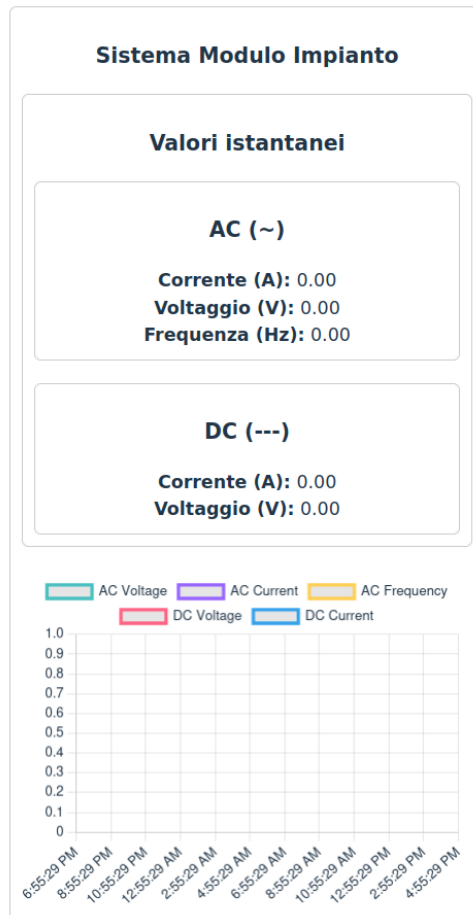 Sistema Modulo Impianto
Valori istantanei
AC (~)
Corrente (A): 0.00
Voltaggio (V): 0.00
Frequenza (Hz): 0.00
DC (---)
Corrente (A): 0.00
Voltaggio (V): 0.00
AC Voltage AC Current AC Frequency
DC Voltage DC Current
1.0
0.9
0.8
0.7
0.6
0.5
0.4
0.3
0.2
0.1
0
6:55:29 PM
8:55:29 PM
10:55:29 PM
12:55:29 AM
2:55:29 AM
4:55:29 AM
6:55:29 AM
8:55:29 AM
10:55:29 AM
12:55:29 PM
2:55:29 PM
4:55:29 PM